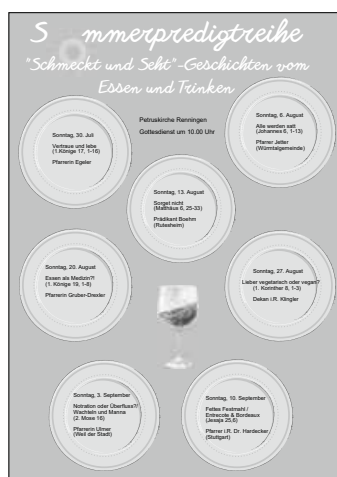 S mmerpredigtreihe
"Schmeckt und Seht"-Geschichten vom
Essen und Trinken
Petruskirche Renningen
Gottesdienst um 10.00 Uhr
Sonntag, 30. Juli
Vertraue und lebe
(1.Könige 17, 1-16)
Pfarrerin Egeler
Sonntag, 6. August
Alle werden satt
(Johannes 6, 1-13)
Pfarrer Jetter
(Würmtalgemeinde)
Sonntag, 13. August
Sorget nicht
(Matthäus 6, 25-33)
Prädikant Boehm
(Rutesheim)
Sonntag, 20. August
Essen als Medizin?!
(1. Könige 19, 1-8)
Pfarrerin Gruber-Drexler
Sonntag, 27. August
Lieber vegetarisch oder vegan?
(1. Korinther 8, 1-3)
Dekan i.R. Klingler
Sonntag, 3. September
Notration oder Überfluss?/
Wachteln und Manna
(2. Mose 16)
Pfarrerin Ulmer
(Weil der Stadt)
Sonntag, 10. September
Fettes Festmahl /
Entrecote & Bordeaux
(Jesaja 25,6)
Pfarrer i.R. Dr. Hardecker
(Stuttgart)